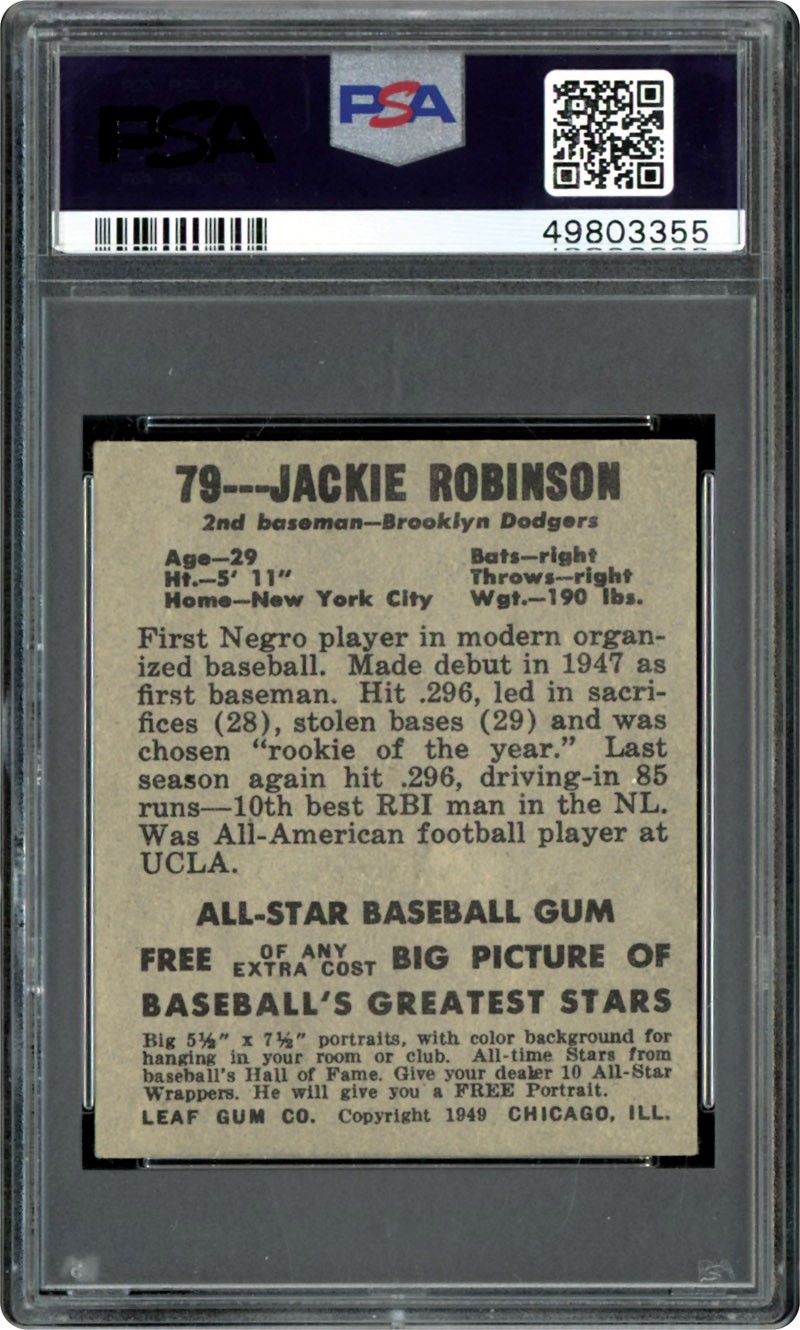 PSA
PSA
49803355
79---JACKIE ROBINSON
2nd baseman—Brooklyn Dodgers
Age—29 Bats—right
Ht.—5' 11" Throws—right
Home—New York City Wgt.—190 lbs.
First Negro player in modern organ-
ized baseball. Made debut in 1947 as
first baseman. Hit .296, led in sacri-
fices (28), stolen bases (29) and was
chosen "rookie of the year." Last
season again hit .296, driving-in 85
runs—10th best RBI man in the NL.
Was All-American football player at
UCLA.
ALL-STAR BASEBALL GUM
FREE OF ANY EXTRA COST BIG PICTURE OF
BASEBALL'S GREATEST STARS
Big 5½" x 7½" portraits, with color background for
hanging in your room or club. All-time Stars from
baseball's Hall of Fame. Give your dealer 10 All-Star
Wrappers. He will give you a FREE Portrait.
LEAF GUM CO. Copyright 1949 CHICAGO, ILL.
PSA